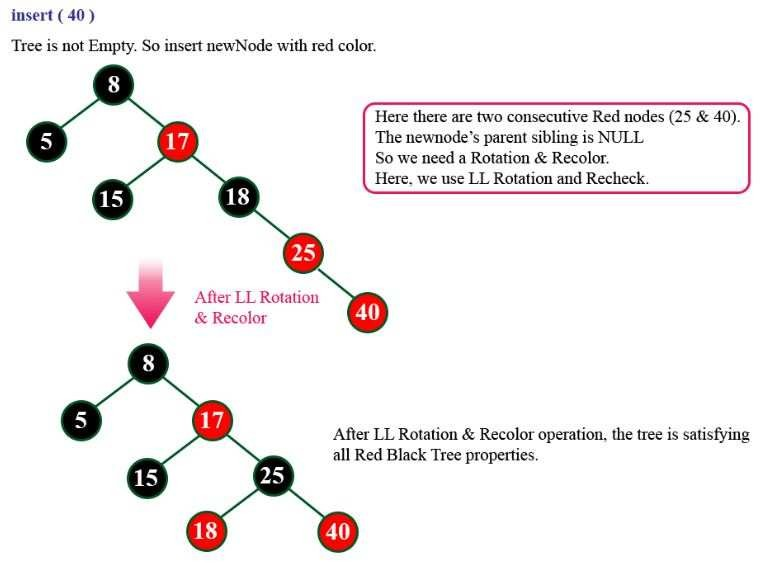 insert ( 40 )
Tree is not Empty. So insert newNode with red color.
8
5
17
15
18
25
40
Here there are two consecutive Red nodes (25 & 40).
The newnode's parent sibling is NULL
So we need a Rotation & Recolor.
Here, we use LL Rotation and Recheck.
After LL Rotation
& Recolor
8
5
17
15
25
18
40
After LL Rotation & Recolor operation, the tree is satisfying
all Red Black Tree properties.